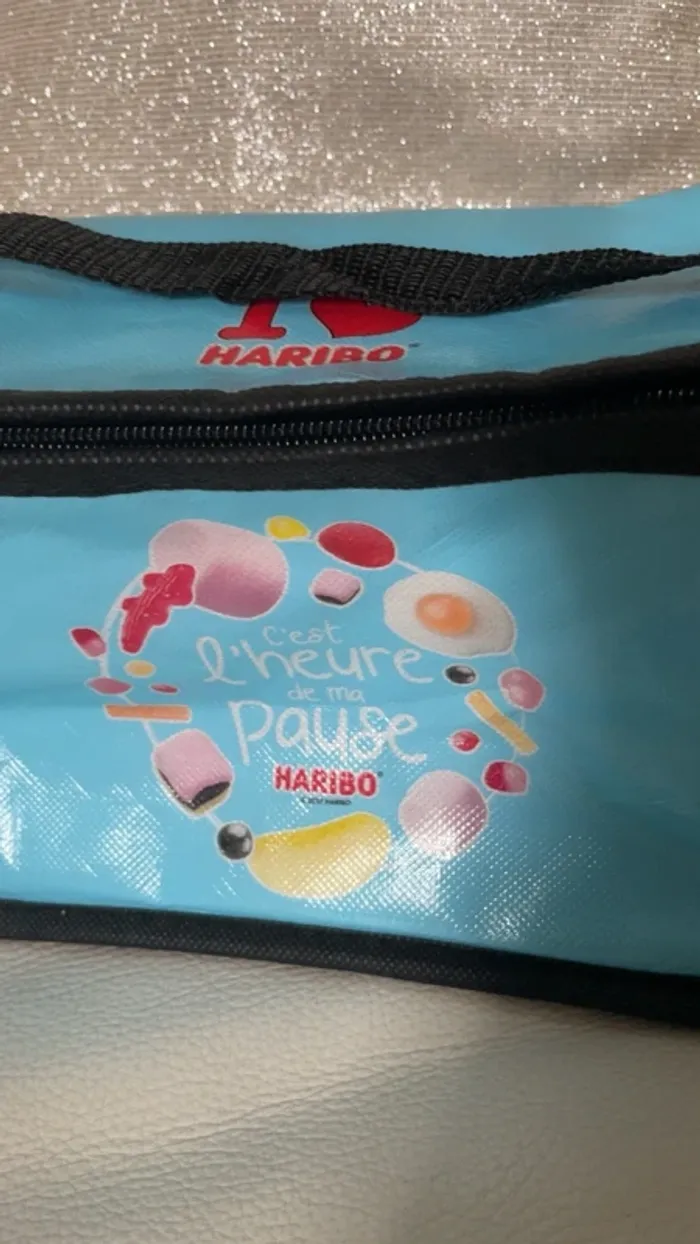 I
HARIBO
c'est
l'heure
de ma
pause
HARIBO